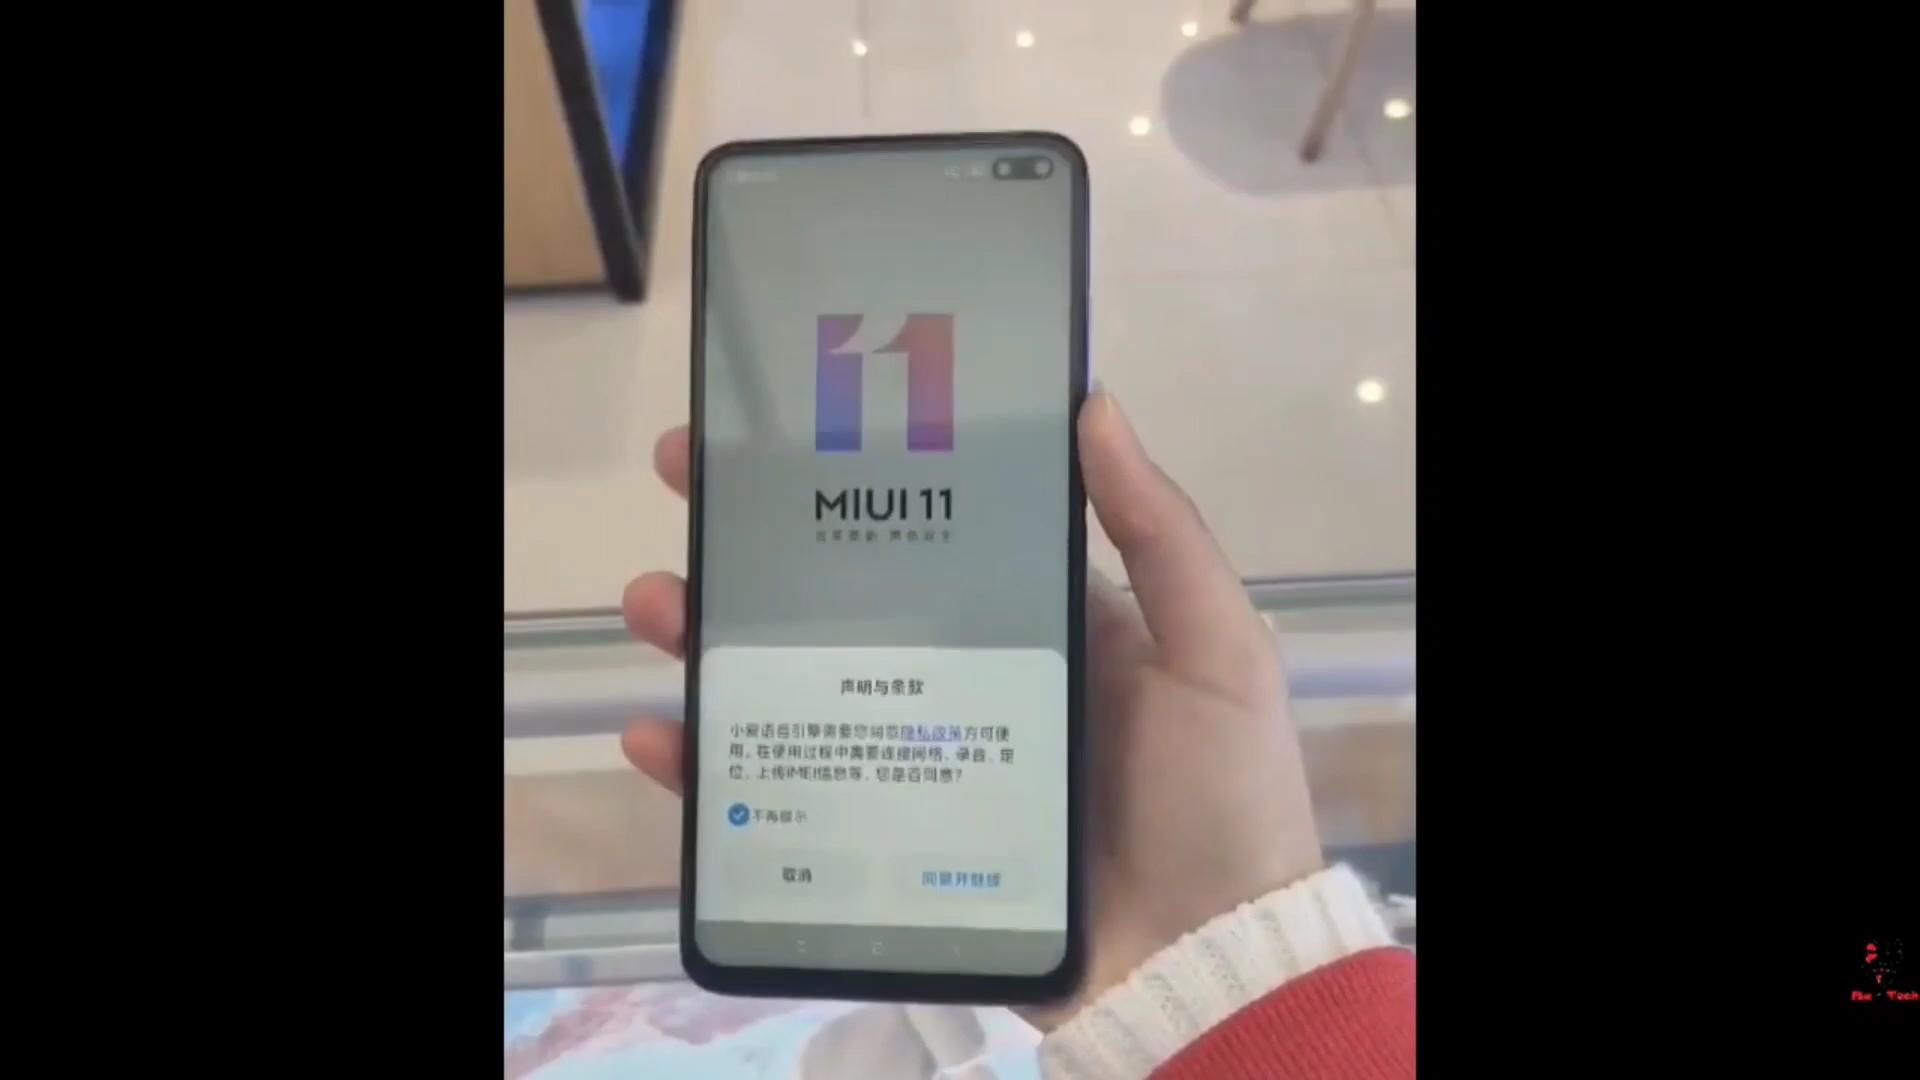 11
MIUI 11
声明与条款
小爱语音引擎需要您同意隐私政策方可使
用。在使用过程中需要连接网络、录音、定
位、上传IMEI信息等，您是否同意？
不再提示
取消
同意并继续
Tech